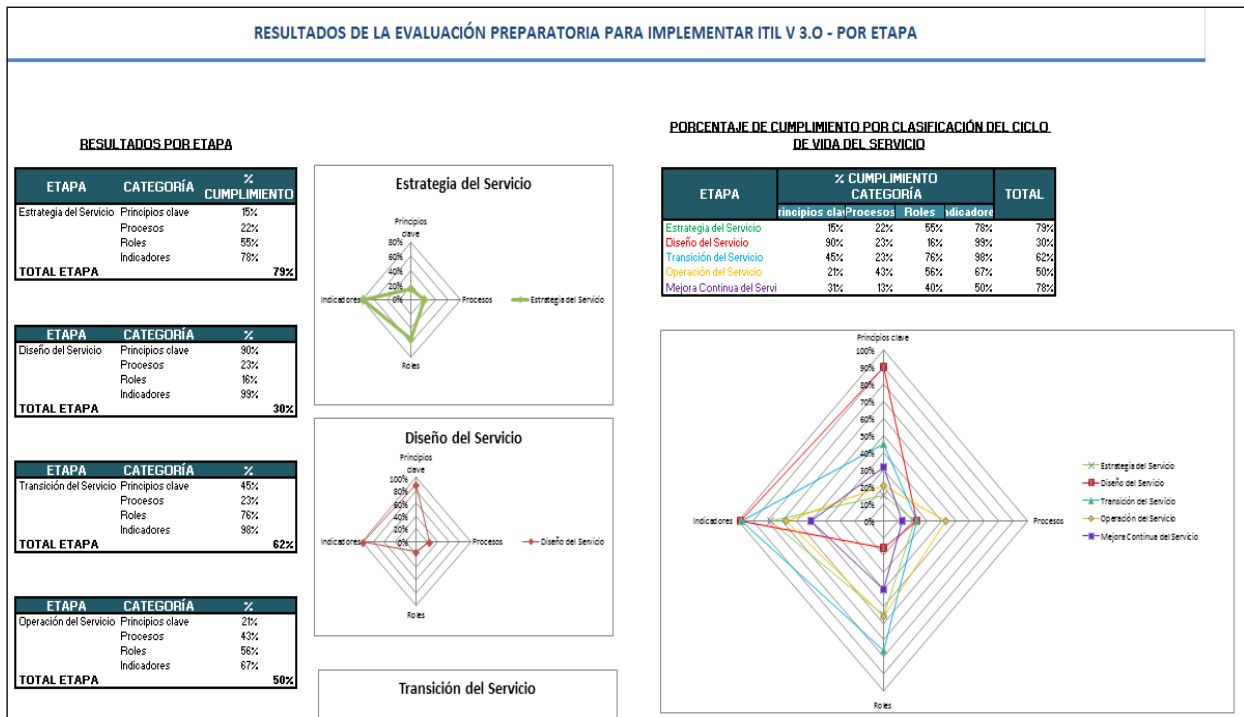 RESULTADOS DE LA EVALUACIÓN PREPARATORIA PARA IMPLEMENTAR ITIL V 3.O - POR ETAPA
RESULTADOS POR ETAPA
ETAPA CATEGORÍA % CUMPLIMIENTO
Estrategia del Servicio Principios clave 15%
Procesos 22%
Roles 55%
Indicadores 78%
TOTAL ETAPA 79%
ETAPA CATEGORÍA %
Diseño del Servicio Principios clave 90%
Procesos 23%
Roles 16%
Indicadores 99%
TOTAL ETAPA 30%
ETAPA CATEGORÍA %
Transición del Servicio Principios clave 45%
Procesos 23%
Roles 76%
Indicadores 98%
TOTAL ETAPA 62%
ETAPA CATEGORÍA %
Operación del Servicio Principios clave 21%
Procesos 43%
Roles 56%
Indicadores 67%
TOTAL ETAPA 50%
Estrategia del Servicio
Principios
clave
80%
60%
40%
20%
0%
Indicadores
Procesos
Roles
Estrategia del Servicio
Diseño del Servicio
Principios
clave
100%
80%
60%
40%
20%
0%
Indicadores
Procesos
Roles
Diseño del Servicio
Transición del Servicio
PORCENTAJE DE CUMPLIMIENTO POR CLASIFICACIÓN DEL CICLO
DE VIDA DEL SERVICIO
ETAPA % CUMPLIMIENTO CATEGORÍA TOTAL
rincipios cla Procesos Roles ndicadore
Estrategia del Servicio 15% 22% 55% 78% 79%
Diseño del Servicio 90% 23% 16% 99% 30%
Transición del Servicio 45% 23% 76% 98% 62%
Operación del Servicio 21% 43% 56% 67% 50%
Mejora Continua del Servi 31% 13% 40% 50% 78%
Principios clave
100%
90%
80%
70%
60%
50%
40%
30%
20%
10%
0%
Indicadores
Procesos
Roles
Estrategia del Servicio
Diseño del Servicio
Transición del Servicio
Operación del Servicio
Mejora Continua del Servicio